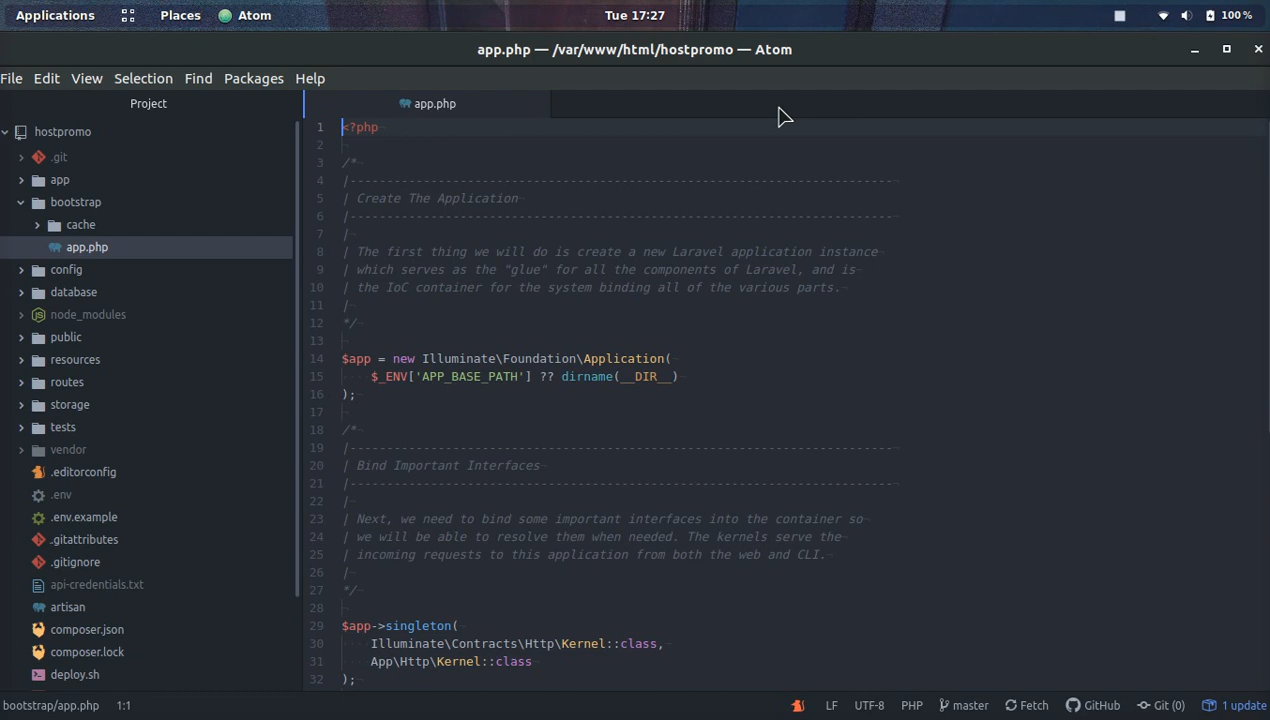 Applications Places Atom Tue 17:27 100%
app.php — /var/www/html/hostpromo — Atom
File Edit View Selection Find Packages Help
Project
hostpromo
.git
app
bootstrap
cache
app.php
config
database
node_modules
public
resources
routes
storage
tests
vendor
.editorconfig
.env
.env.example
.gitattributes
.gitignore
api-credentials.txt
artisan
composer.json
composer.lock
deploy.sh
app.php
1 <?php
2
3 /*
4 |--------------------------------------------------------------------------
5 | Create The Application
6 |--------------------------------------------------------------------------
7 |
8 | The first thing we will do is create a new Laravel application instance
9 | which serves as the "glue" for all the components of Laravel, and is
10 | the IoC container for the system binding all of the various parts.
11 |
12 */
13
14 $app = new Illuminate\Foundation\Application(
15 $_ENV['APP_BASE_PATH'] ?? dirname(__DIR__)
16 );
17
18 /*
19 |--------------------------------------------------------------------------
20 | Bind Important Interfaces
21 |--------------------------------------------------------------------------
22 |
23 | Next, we need to bind some important interfaces into the container so
24 | we will be able to resolve them when needed. The kernels serve the
25 | incoming requests to this application from both the web and CLI.
26 |
27 */
28
29 $app->singleton(
30 Illuminate\Contracts\Http\Kernel::class,
31 App\Http\Kernel::class
32 );
bootstrap/app.php 1:1 LF UTF-8 PHP master Fetch GitHub Git (0) 1 update